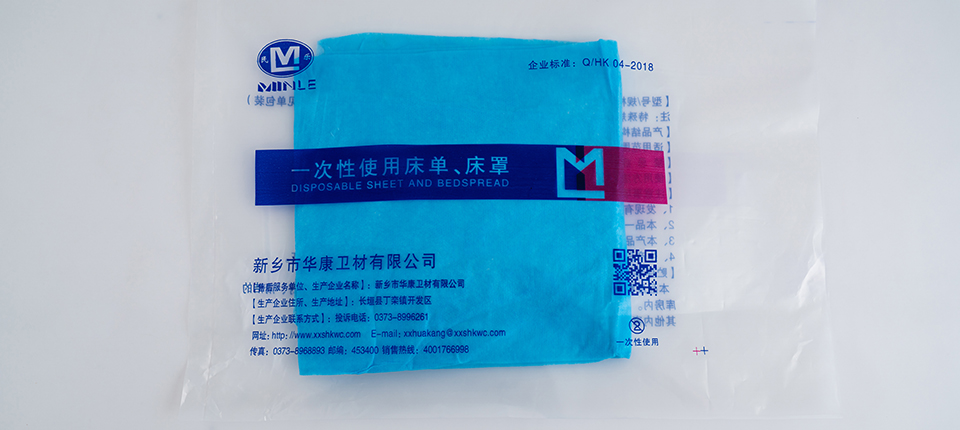 民 乐
MINLE
企业标准：Q/HK 04-2018
一次性使用床单、床罩
DISPOSABLE SHEET AND BEDSPREAD
新乡市华康卫材有限公司
【售后服务单位、生产企业名称】：新乡市华康卫材有限公司
【生产企业住所、生产地址】：长垣县丁栾镇开发区
【生产企业联系方式】：投诉电话：0373-8996261
网址：http://www.xxshkwc.com E-mail：xxhuakang@xxshkwc.com
传真：0373-8968893 邮编：453400 销售热线：4001766998
一次性使用